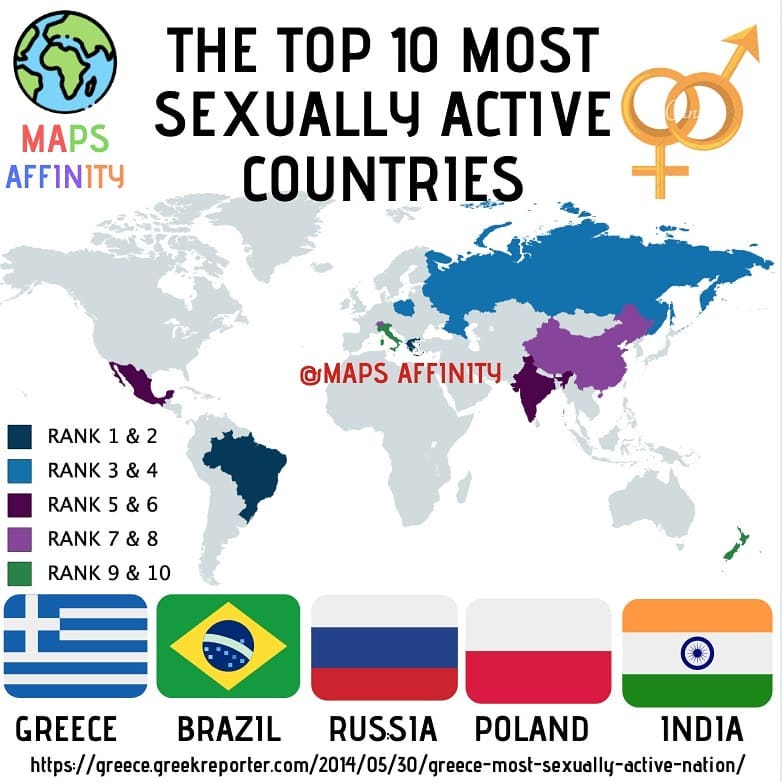 THE TOP 10 MOST
SEXUALLY ACTIVE
COUNTRIES
MAPS
AFFINITY
@MAPS AFFINITY
RANK 1 & 2
RANK 3 & 4
RANK 5 & 6
RANK 7 & 8
RANK 9 & 10
GREECE BRAZIL RUSSIA POLAND INDIA
https://greece.greekreporter.com/2014/05/30/greece-most-sexually-active-nation/